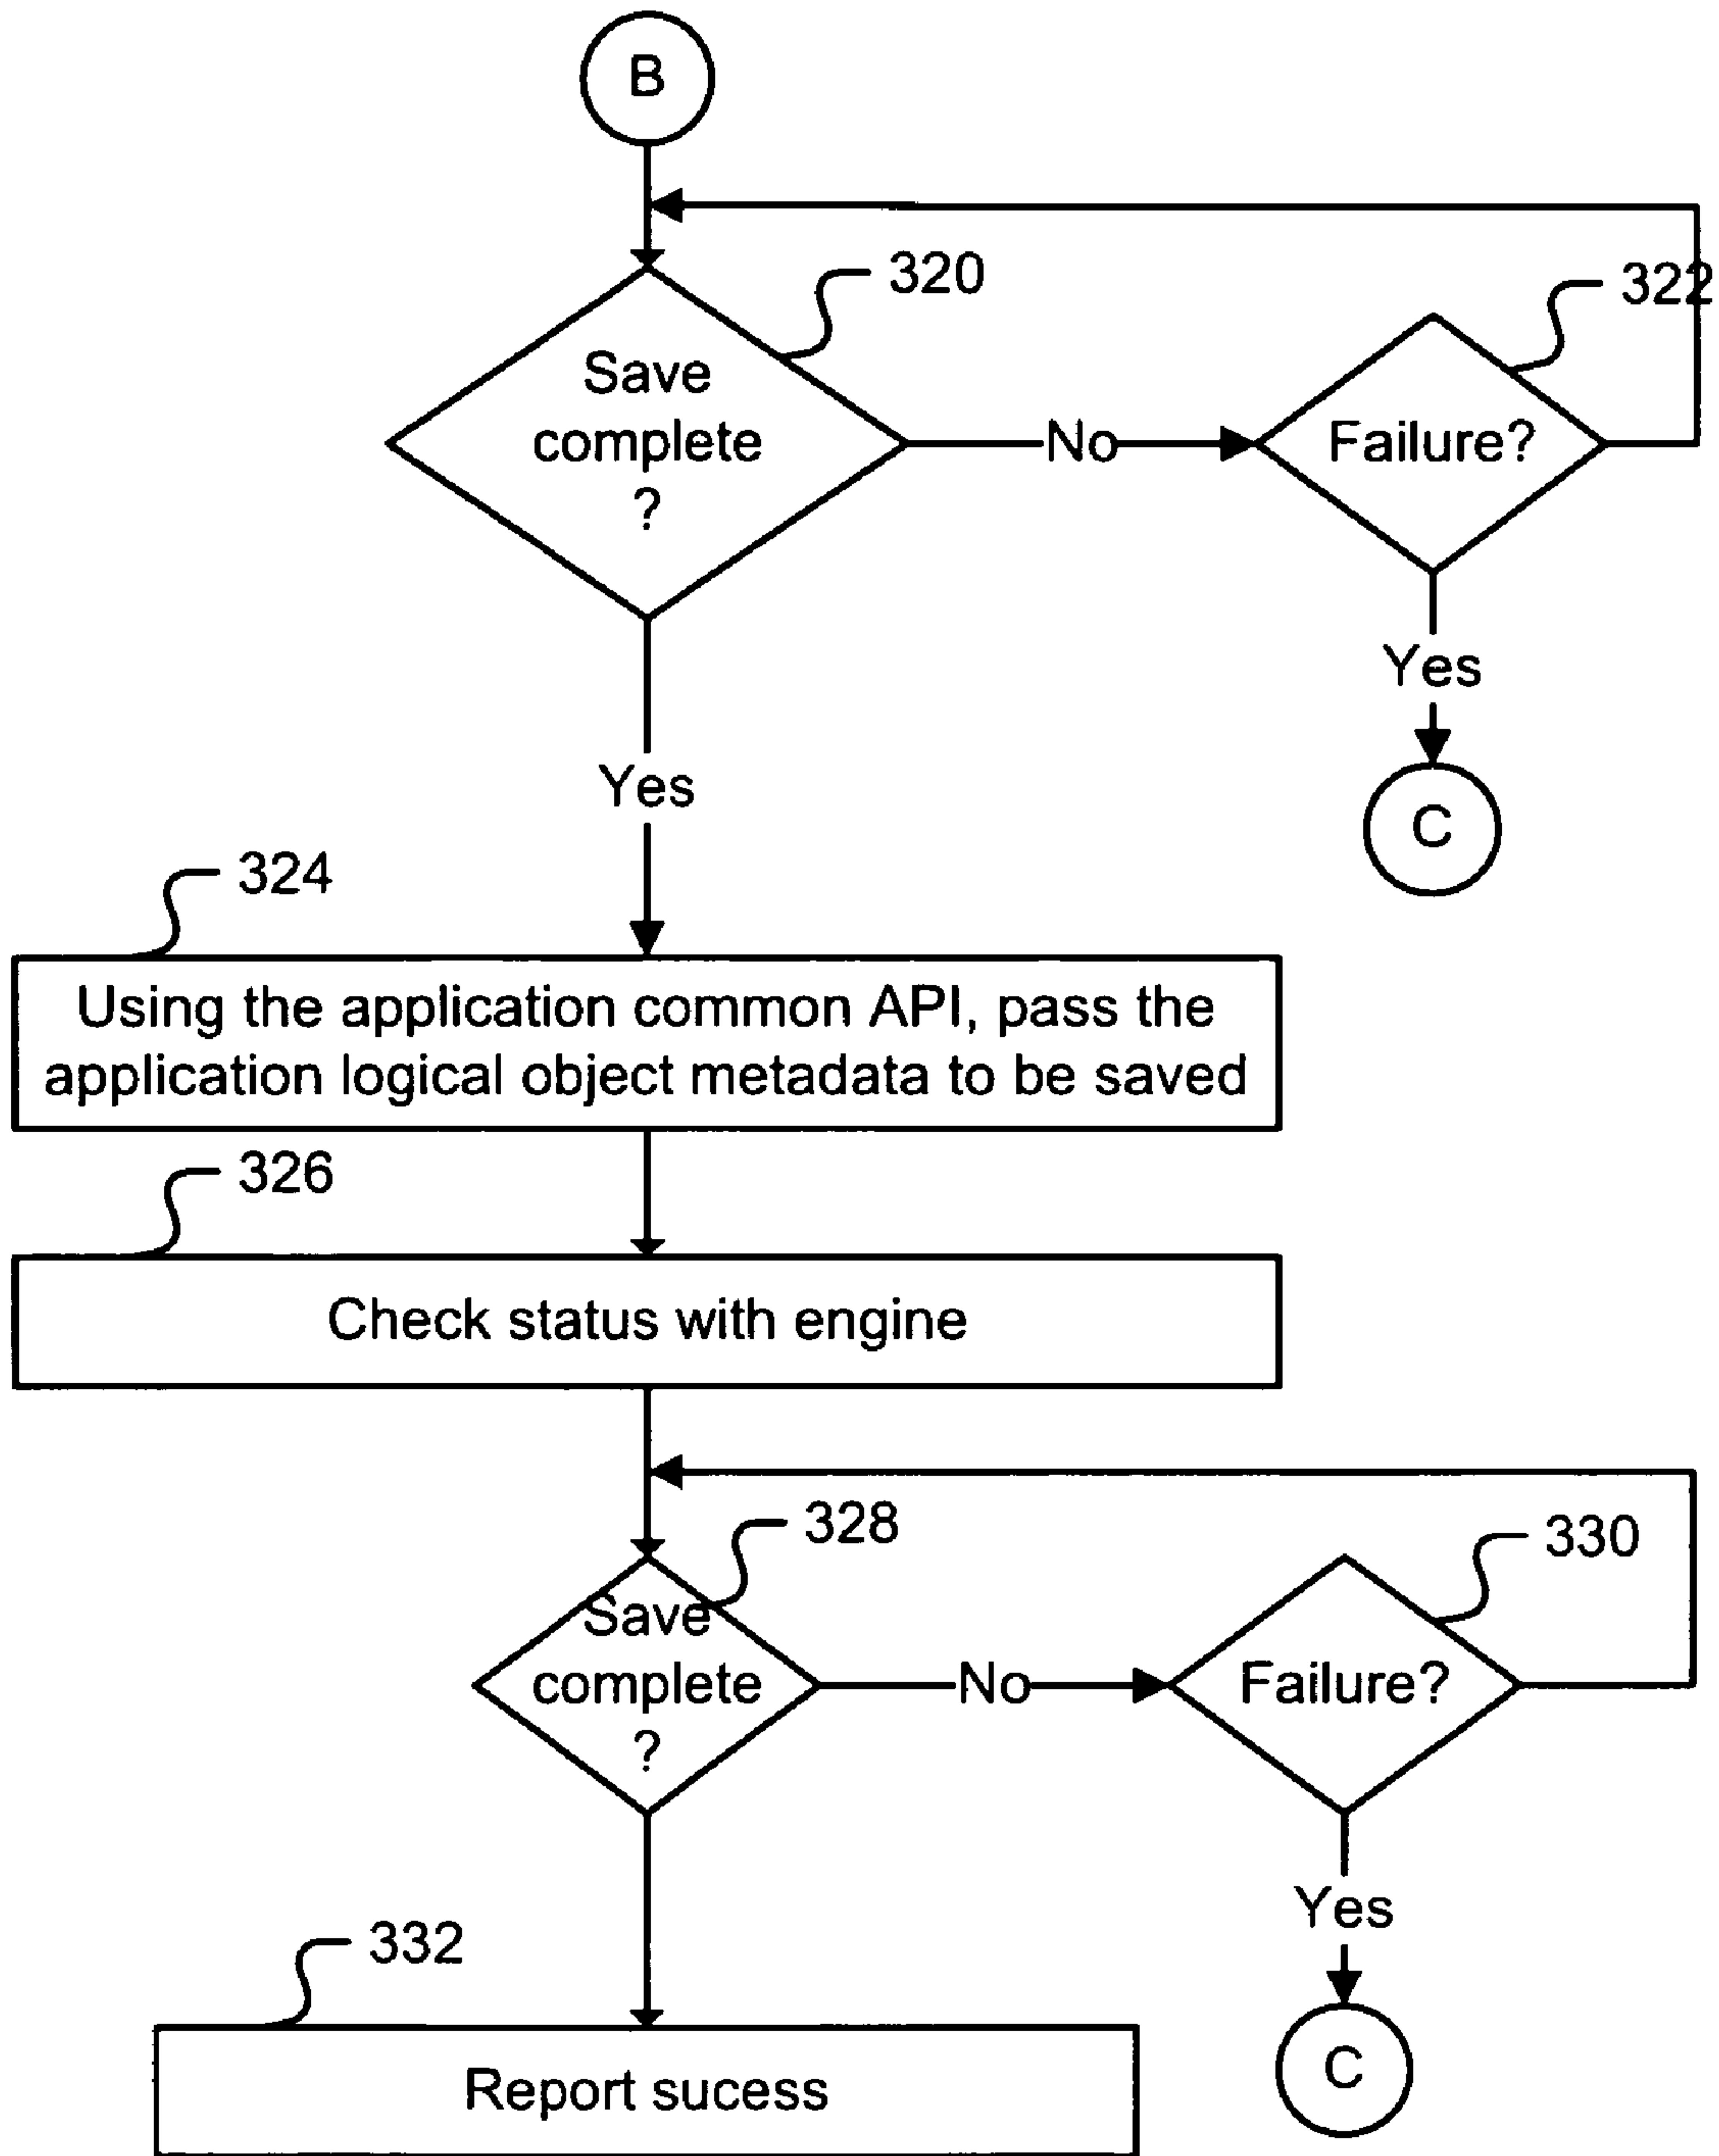 B
320
322
Save
complete
?
No
Failure?
Yes
Yes
C
324
Using the application common API, pass the
application logical object metadata to be saved
326
Check status with engine
328
330
Save
complete
?
No
Failure?
Yes
332
C
Report sucess